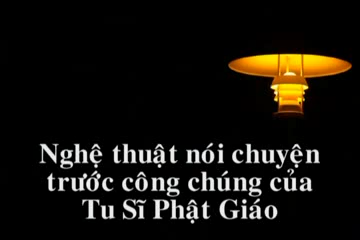 Nghệ thuật nói chuyện
trước công chúng của
Tu Sĩ Phật Giáo